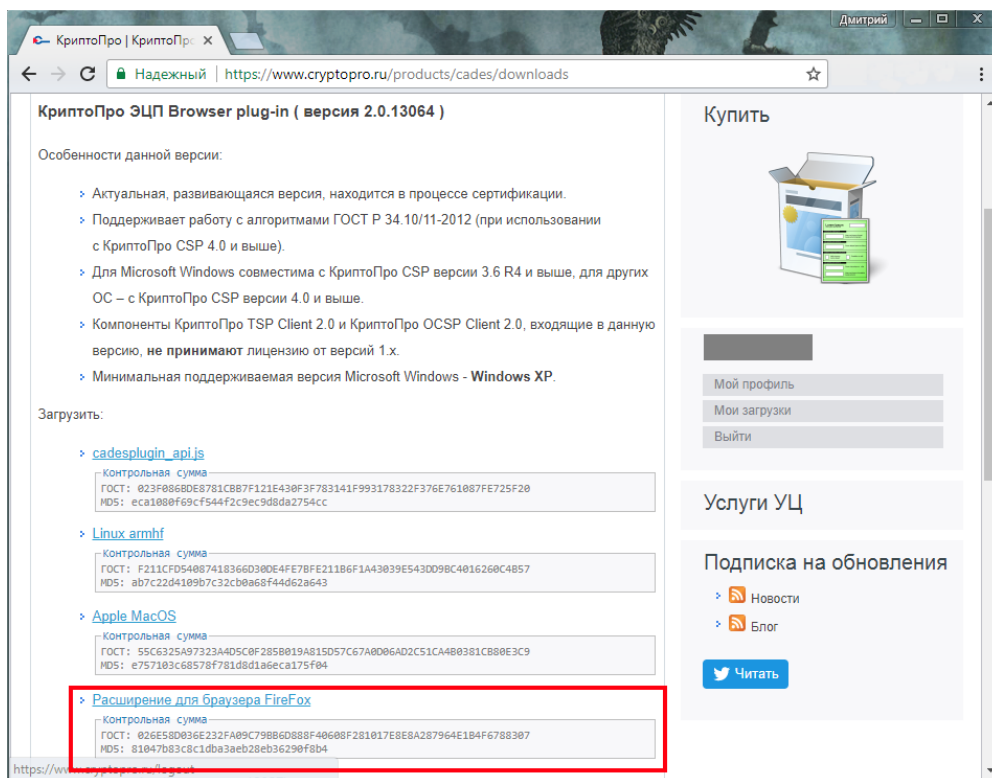 Дмитрий
КриптоПро | КриптоПро
Надежный | https://www.cryptopro.ru/products/cades/downloads
КриптоПро ЭЦП Browser plug-in ( версия 2.0.13064 )
Особенности данной версии:
Актуальная, развивающаяся версия, находится в процессе сертификации.
Поддерживает работу с алгоритмами ГОСТ Р 34.10/11-2012 (при использовании
с КриптоПро CSP 4.0 и выше).
Для Microsoft Windows совместима с КриптоПро CSP версии 3.6 R4 и выше, для других
ОС – с КриптоПро CSP версии 4.0 и выше.
Компоненты КриптоПро TSP Client 2.0 и КриптоПро OCSP Client 2.0, входящие в данную
версию, не принимают лицензию от версий 1.x.
Минимальная поддерживаемая версия Microsoft Windows - Windows XP.
Загрузить:
cadesplugin_api.js
Контрольная сумма
ГОСТ: 023F086BDE8781CBB7F121E430F3F783141F993178322F376E761087FE725F20
MD5: eca1080f69cf544f2c9ec9d8da2754cc
Linux armhf
Контрольная сумма
ГОСТ: F211CFD54087418366D30DE4FE7BFE211B6F1A43039E543DD9BC4016260C4B57
MD5: ab7c22d4109b7c32cb0a68f44d62a643
Apple MacOS
Контрольная сумма
ГОСТ: 55C6325A97323A4D5C0F285B019A815D57C67A0D06AD2C51CA4B0381CB80E3C9
MD5: e757103c68578f781d8d1a6eca175f04
Расширение для браузера FireFox
Контрольная сумма
ГОСТ: 026E58D036E232FA09C79BB6D888F40608F281017E8E8A287964E1B4F6788307
MD5: 81047b83c8c1dba3aeb28eb36290f8b4
https://www.cryptopro.ru/logout
Купить
Мой профиль
Мои загрузки
Выйти
Услуги УЦ
Подписка на обновления
Новости
Блог
Читать